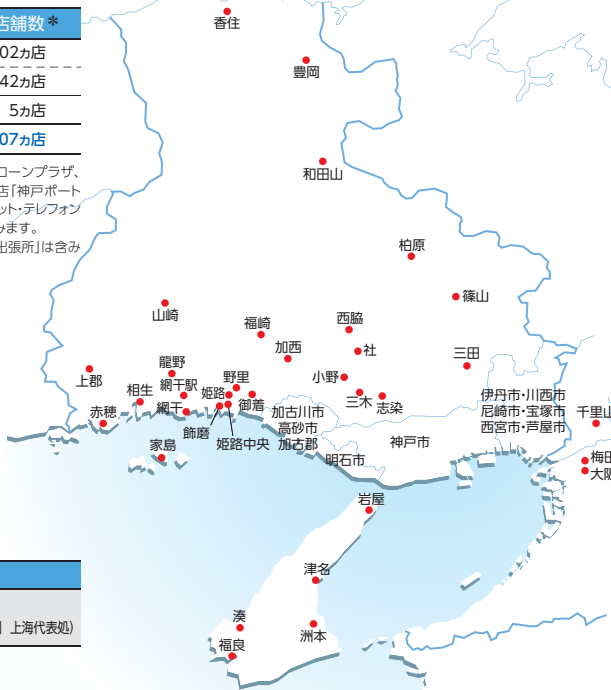 店舗数*
02ヵ店
42ヵ店
5ヵ店
07ヵ店
ローンプラザ、
店「神戸ポート
ット・テレフォン
みます。
出張所」は含み
香住
豊岡
和田山
柏原
篠山
山崎
福崎
西脇
加西
社
三田
上郡
龍野
相生
網干駅
姫路
野里
小野
赤穂
網干
御着
三木
志染
飾磨
姫路中央
家島
加古川市
高砂市
加古郡
明石市
神戸市
伊丹市・川西市
尼崎市・宝塚市
西宮市・芦屋市
千里山
梅田
大阪
岩屋
津名
湊
洲本
福良
上海代表処)